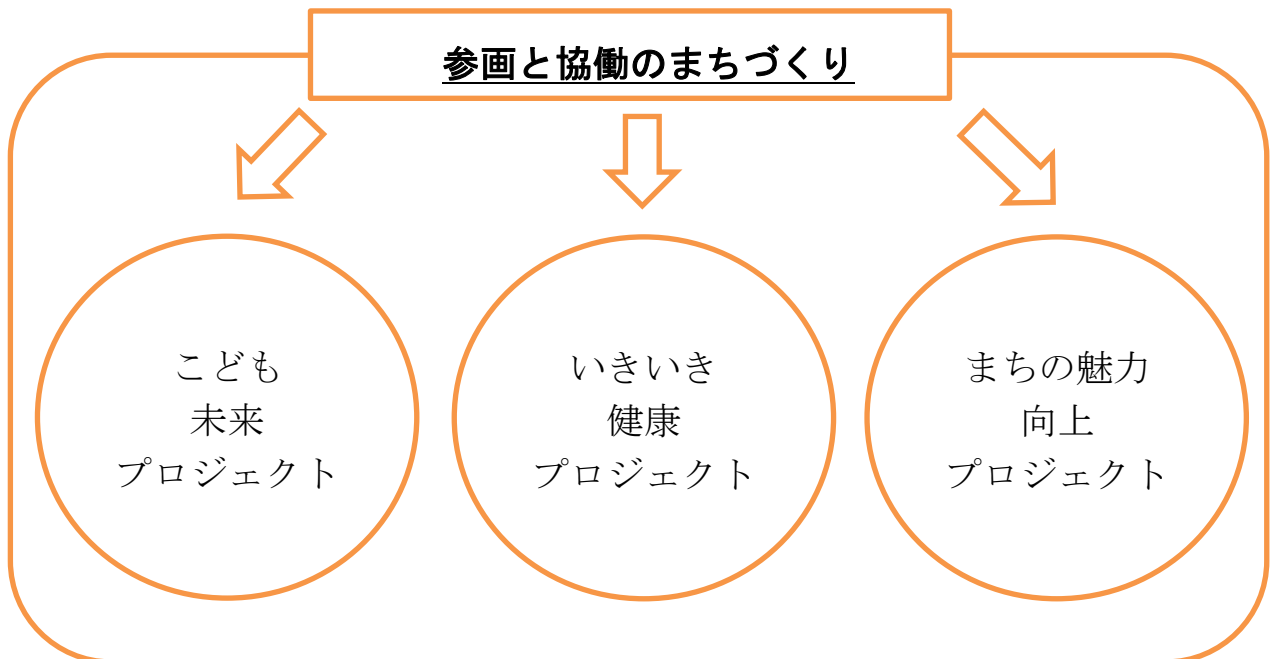 参画と協働のまちづくり
こども
未来
プロジェクト
いきいき
健康
プロジェクト
まちの魅力
向上
プロジェクト